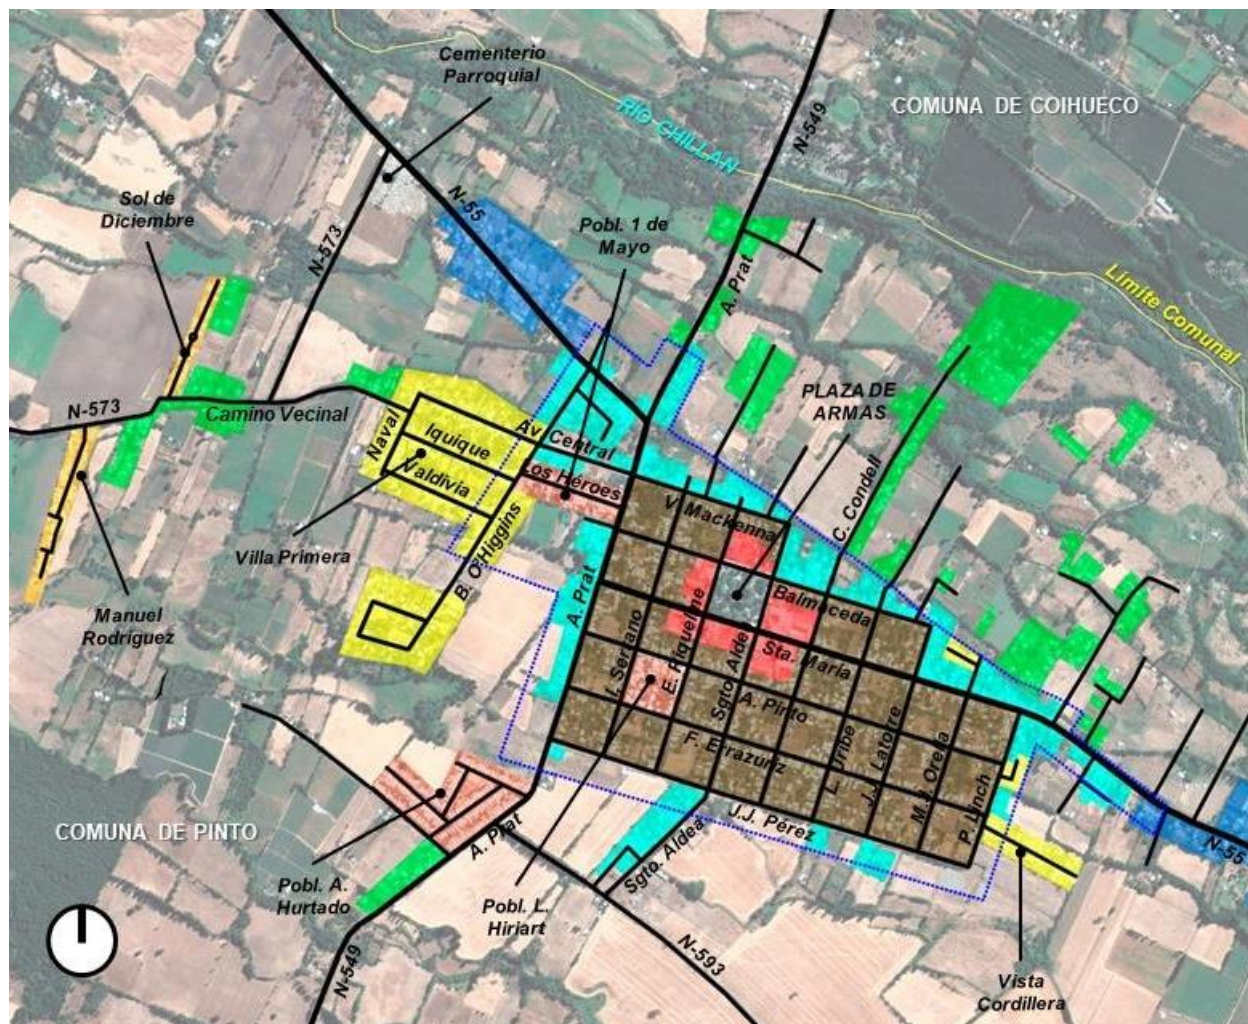 Cementerio
Parroquial
COMUNA DE COIHUECO
RIO CHILLAN
N-549
Sol de
Diciembre
N-55
Pobl. 1 de
Mayo
N-573
A. Prat
Límite Comunal
PLAZA DE
ARMAS
N-573
Camino Vecinal
Naval
Iquique
Av. Central
Valdivia
Los Héroes
C. Condell
V. Mackenna
Villa Primera
B. O'Higgins
A. Prat
Balmaceda
Manuel
Rodríguez
L. Serrano
E. Riquelme
Sgto. Aldea
Sta. María
A. Pinto
F. Errazuriz
L. Uribe
J.J. Latorre
M.J. Orella
P. Linch
COMUNA DE PINTO
A. Prat
J.J. Pérez
Sgto. Aldea
N-55
Pobl. A.
Hurtado
Pobl. L.
Hiriart
N-549
N-593
Vista
Cordillera